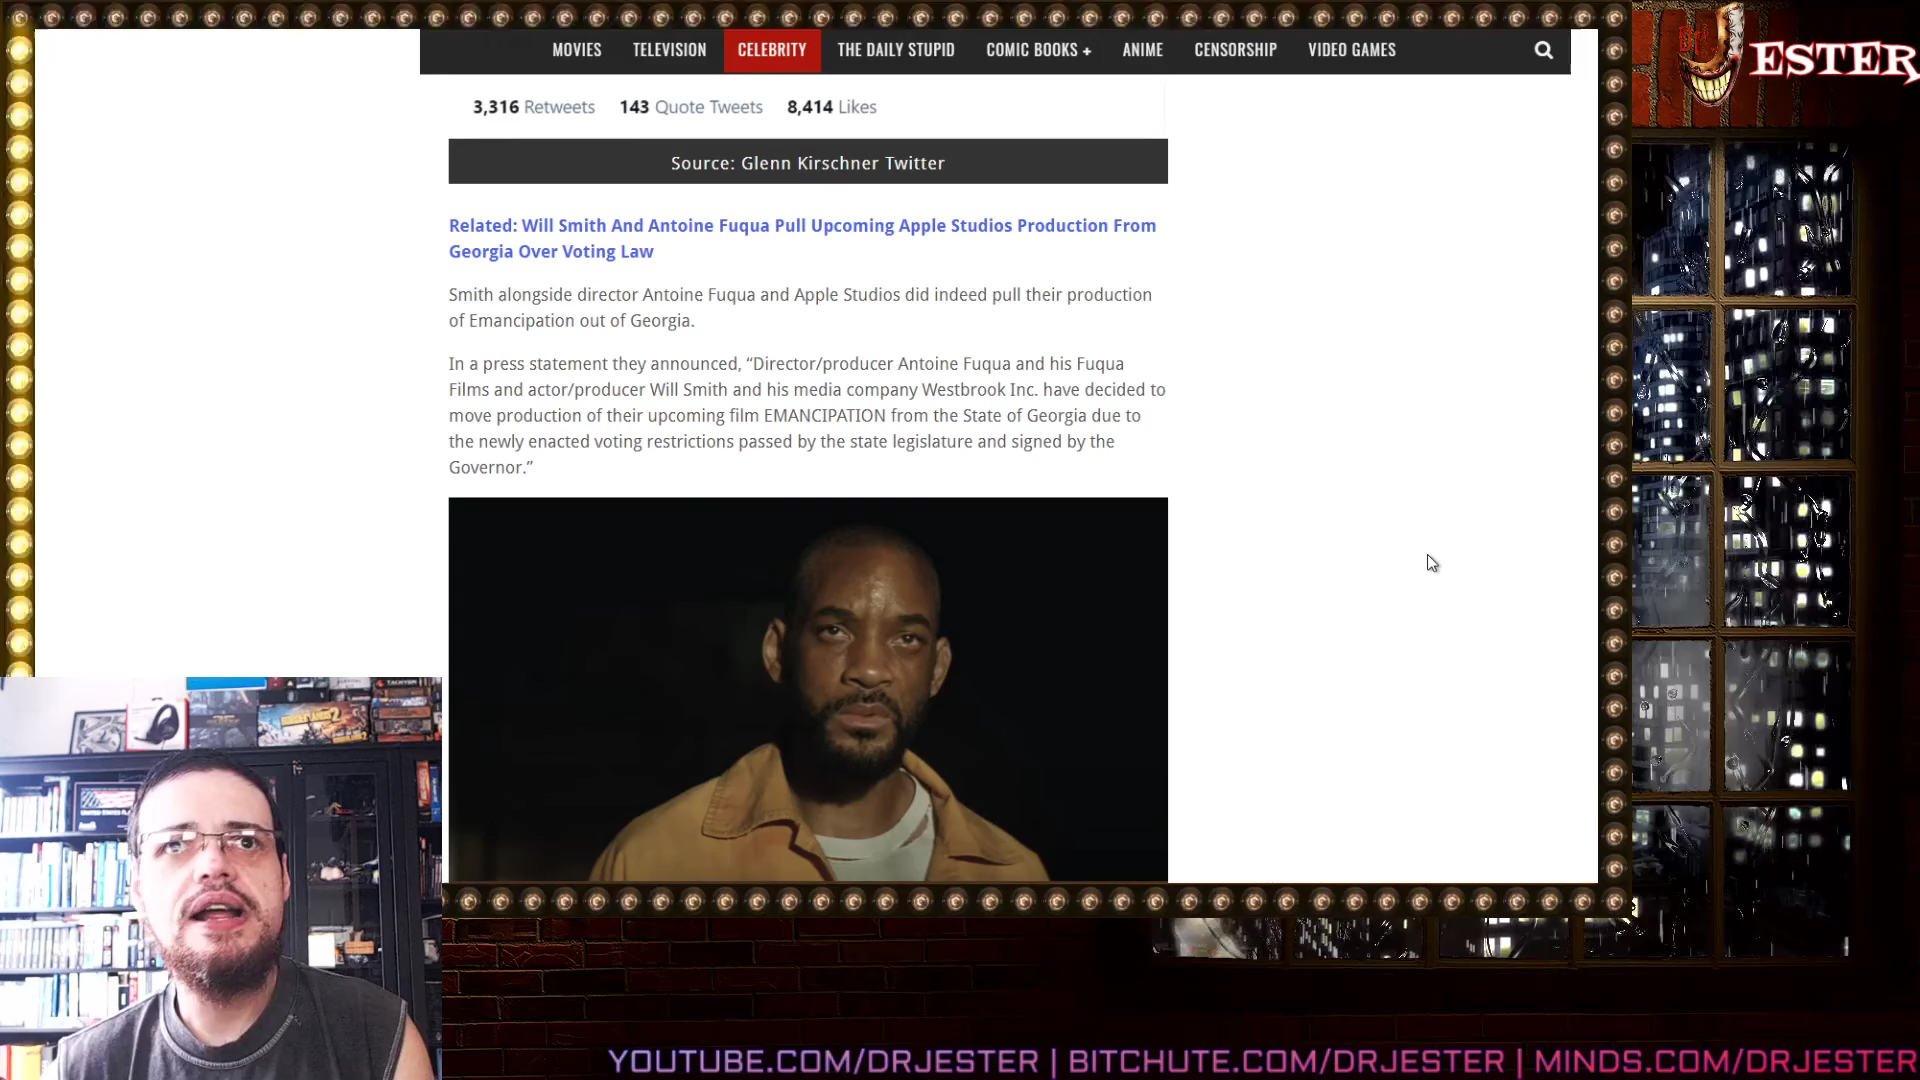 MOVIES TELEVISION CELEBRITY THE DAILY STUPID COMIC BOOKS + ANIME CENSORSHIP VIDEO GAMES
ESTER
3,316 Retweets 143 Quote Tweets 8,414 Likes
Source: Glenn Kirschner Twitter
Related: Will Smith And Antoine Fuqua Pull Upcoming Apple Studios Production From
Georgia Over Voting Law
Smith alongside director Antoine Fuqua and Apple Studios did indeed pull their production
of Emancipation out of Georgia.
In a press statement they announced, “Director/producer Antoine Fuqua and his Fuqua
Films and actor/producer Will Smith and his media company Westbrook Inc. have decided to
move production of their upcoming film EMANCIPATION from the State of Georgia due to
the newly enacted voting restrictions passed by the state legislature and signed by the
Governor.”
BORDERLANDS 2
YOUTUBE.COM/DRJESTER | BITCHUTE.COM/DRJESTER | MINDS.COM/DRJESTER